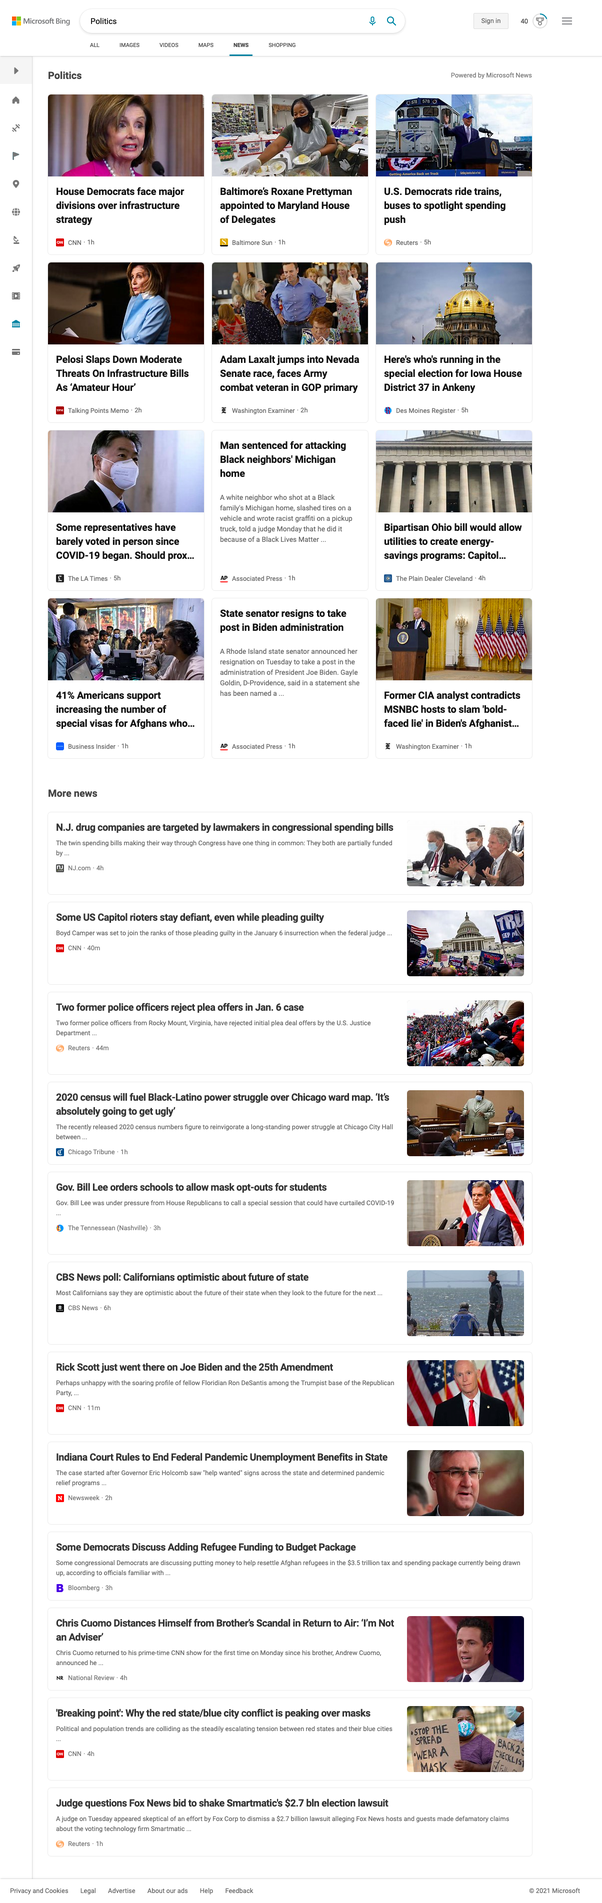 Microsoft Bing
Politics
Sign in
40
ALL
IMAGES
VIDEOS
MAPS
NEWS
SHOPPING
Politics
Powered by Microsoft News
House Democrats face major
divisions over infrastructure
strategy
CNN · 1h
Baltimore's Roxane Prettyman
appointed to Maryland House
of Delegates
Baltimore Sun · 1h
U.S. Democrats ride trains,
buses to spotlight spending
push
Reuters · 5h
Pelosi Slaps Down Moderate
Threats On Infrastructure Bills
As ‘Amateur Hour’
Talking Points Memo · 2h
Adam Laxalt jumps into Nevada
Senate race, faces Army
combat veteran in GOP primary
Washington Examiner · 2h
Here's who's running in the
special election for Iowa House
District 37 in Ankeny
Des Moines Register · 5h
Some representatives have
barely voted in person since
COVID-19 began. Should prox...
The LA Times · 5h
Man sentenced for attacking
Black neighbors' Michigan
home
A white neighbor who shot at a Black
family's Michigan home, slashed tires on a
vehicle and wrote racist graffiti on a pickup
truck, told a judge Monday that he did it
because of a Black Lives Matter ...
AP Associated Press · 1h
Bipartisan Ohio bill would allow
utilities to create energy-
savings programs: Capitol...
The Plain Dealer Cleveland · 4h
41% Americans support
increasing the number of
special visas for Afghans who...
Business Insider · 1h
State senator resigns to take
post in Biden administration
A Rhode Island state senator announced her
resignation on Tuesday to take a post in the
administration of President Joe Biden. Gayle
Goldin, D-Providence, said in a statement she
has been named a ...
AP Associated Press · 1h
Former CIA analyst contradicts
MSNBC hosts to slam 'bold-
faced lie' in Biden's Afghanist...
Washington Examiner · 1h
More news
N.J. drug companies are targeted by lawmakers in congressional spending bills
The twin spending bills making their way through Congress have one thing in common: They both are partially funded
by ...
NJ.com · 4h
Some US Capitol rioters stay defiant, even while pleading guilty
Boyd Camper was set to join the ranks of those pleading guilty in the January 6 insurrection when the federal judge ...
CNN · 40m
TRU
Two former police officers reject plea offers in Jan. 6 case
Two former police officers from Rocky Mount, Virginia, have rejected initial plea deal offers by the U.S. Justice
Department ...
Reuters · 44m
2020 census will fuel Black-Latino power struggle over Chicago ward map. ‘It's
absolutely going to get ugly’
The recently released 2020 census numbers figure to reinvigorate a long-standing power struggle at Chicago City Hall
between ...
Chicago Tribune · 1h
Gov. Bill Lee orders schools to allow mask opt-outs for students
Gov. Bill Lee was under pressure from House Republicans to call a special session that could have curtailed COVID-19
...
The Tennessean (Nashville) · 3h
CBS News poll: Californians optimistic about future of state
Most Californians say they are optimistic about the future of their state when they look to the future for the next ...
CBS News · 6h
Rick Scott just went there on Joe Biden and the 25th Amendment
Perhaps unhappy with the soaring profile of fellow Floridian Ron DeSantis among the Trumpist base of the Republican
Party, ...
CNN · 11m
Indiana Court Rules to End Federal Pandemic Unemployment Benefits in State
The case started after Governor Eric Holcomb saw "help wanted" signs across the state and determined pandemic
relief programs ...
N Newsweek · 2h
Some Democrats Discuss Adding Refugee Funding to Budget Package
Some congressional Democrats are discussing putting money to help resettle Afghan refugees in the $3.5 trillion tax and spending package currently being drawn
up, according to officials familiar with ...
B Bloomberg · 3h
Chris Cuomo Distances Himself from Brother's Scandal in Return to Air: ‘I'm Not
an Adviser’
Chris Cuomo returned to his prime-time CNN show for the first time on Monday since his brother, Andrew Cuomo,
announced he ...
NR National Review · 4h
'Breaking point': Why the red state/blue city conflict is peaking over masks
Political and population trends are colliding as the steadily escalating tension between red states and their blue cities
...
CNN · 4h
STOP THE
SPREAD
WEAR A
MASK
Judge questions Fox News bid to shake Smartmatic's $2.7 bln election lawsuit
A judge on Tuesday appeared skeptical of an effort by Fox Corp to dismiss a $2.7 billion lawsuit alleging Fox News hosts and guests made defamatory claims
about the voting technology firm Smartmatic ...
Reuters · 1h
Privacy and Cookies
Legal
Advertise
About our ads
Help
Feedback
© 2021 Microsoft